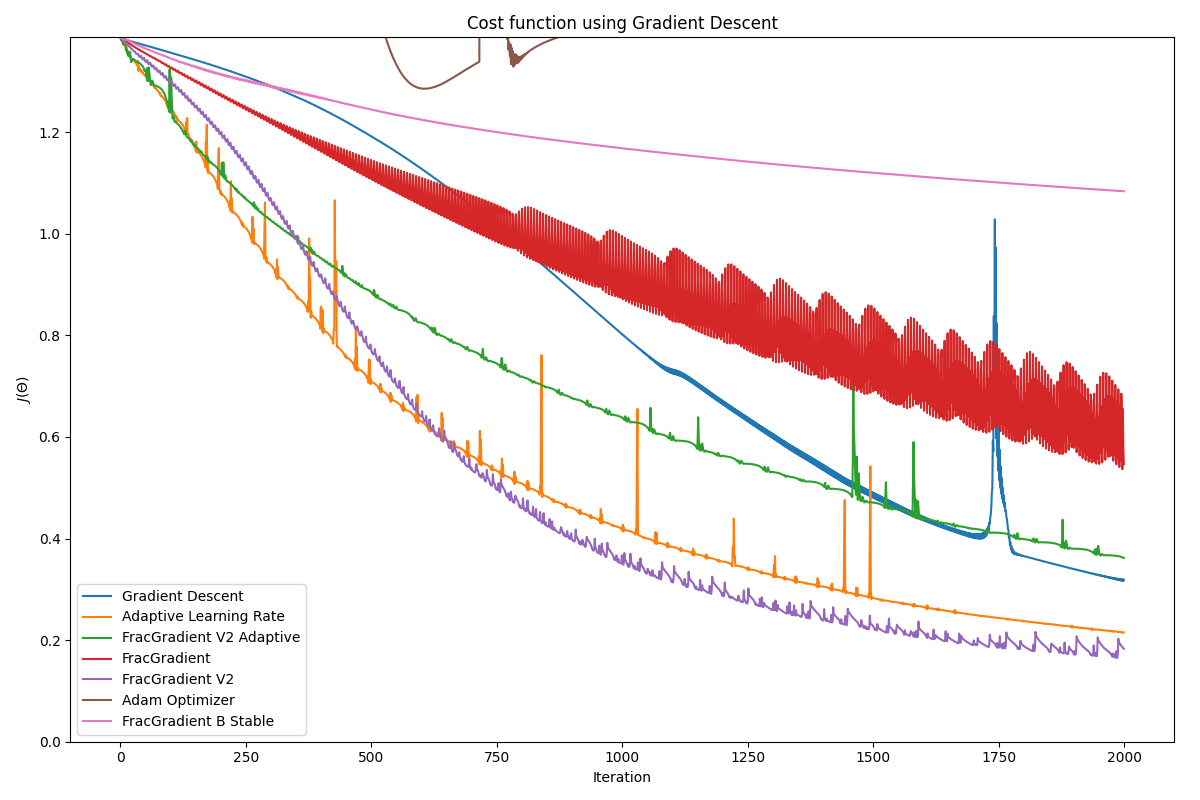 Cost function using Gradient Descent
J(Θ)
1.2
1.0
0.8
0.6
0.4
0.2
0.0
Gradient Descent
Adaptive Learning Rate
FracGradient V2 Adaptive
FracGradient
FracGradient V2
Adam Optimizer
FracGradient B Stable
0 250 500 750 1000 1250 1500 1750 2000
Iteration